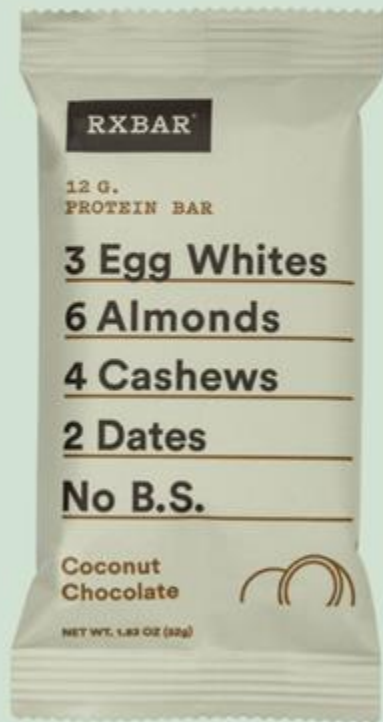 RXBAR
12 G.
PROTEIN BAR
3 Egg Whites
6 Almonds
4 Cashews
2 Dates
No B.S.
Coconut
Chocolate
NET WT. 1.83 OZ (52g)